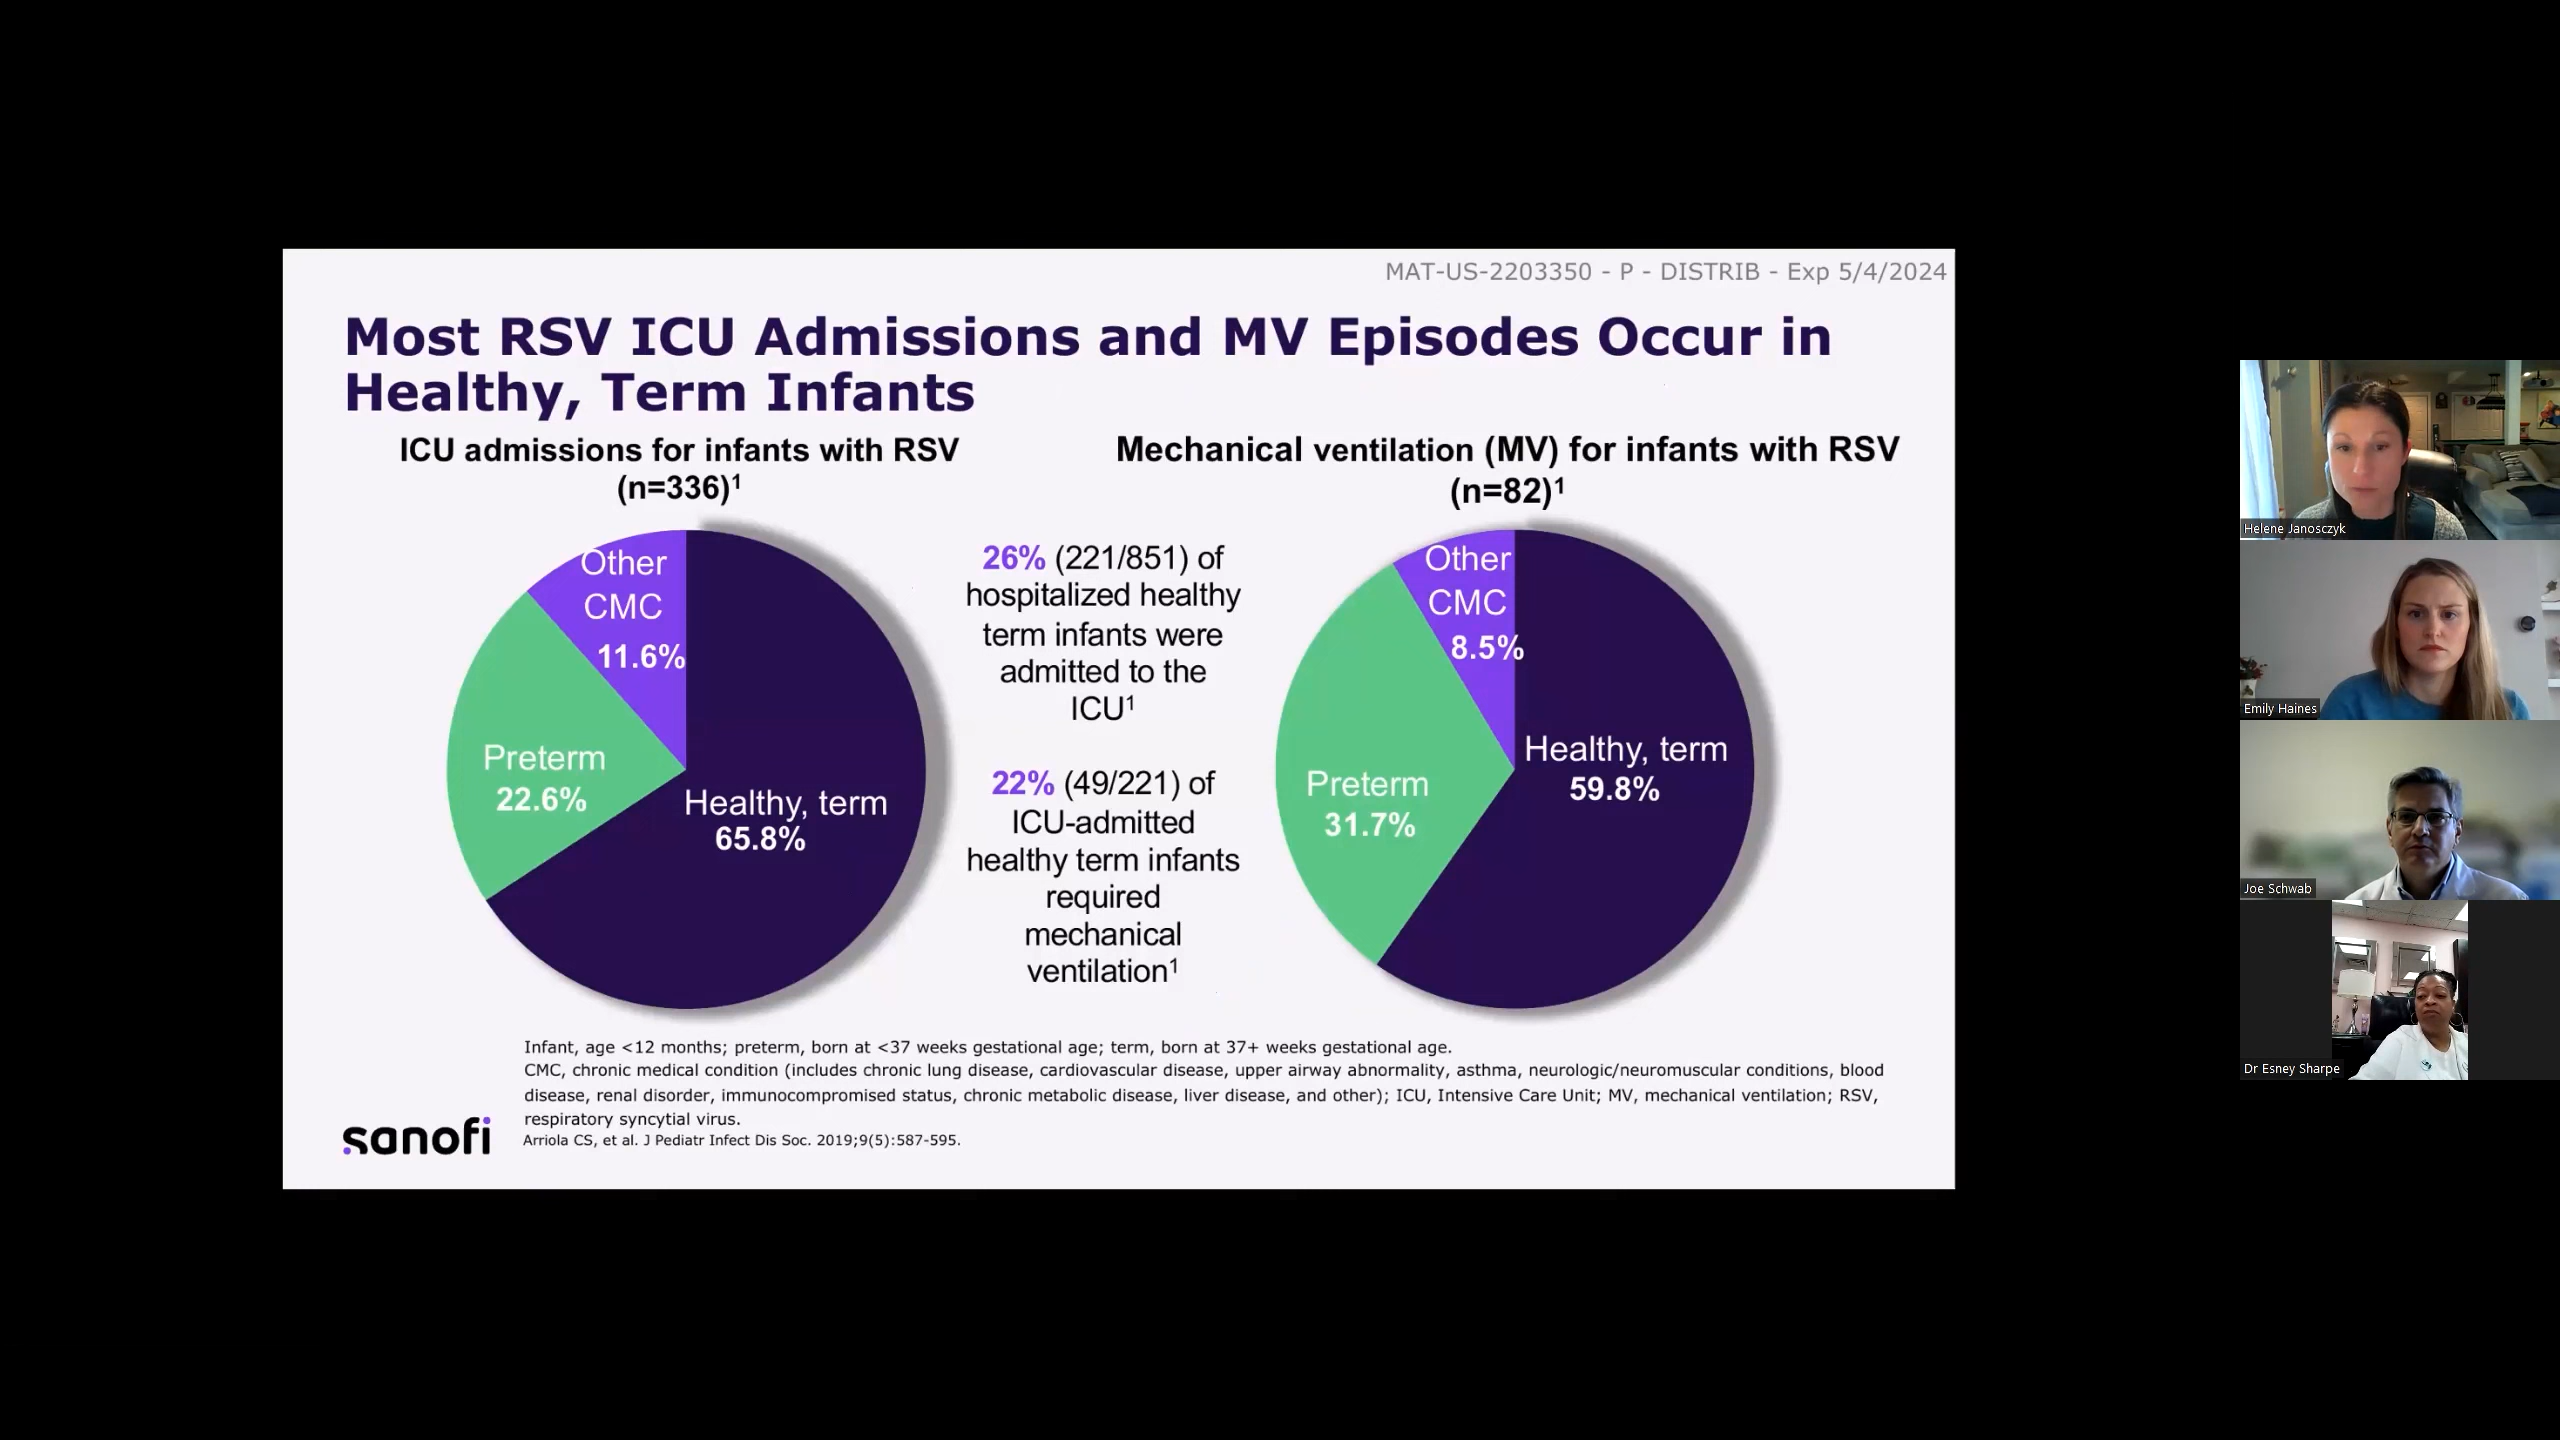 MAT-US-2203350 - P - DISTRIB - Exp 5/4/2024
Most RSV ICU Admissions and MV Episodes Occur in
Healthy, Term Infants
ICU admissions for infants with RSV
(n=336)¹
Other
CMC
11.6%
Preterm
22.6%
Healthy, term
65.8%
26% (221/851) of
hospitalized healthy
term infants were
admitted to the
ICU¹
22% (49/221) of
ICU-admitted
healthy term infants
required
mechanical
ventilation¹
Mechanical ventilation (MV) for infants with RSV
(n=82)¹
Other
CMC
8.5%
Preterm
31.7%
Healthy, term
59.8%
Infant, age <12 months; preterm, born at <37 weeks gestational age; term, born at 37+ weeks gestational age.
CMC, chronic medical condition (includes chronic lung disease, cardiovascular disease, upper airway abnormality, asthma, neurologic/neuromuscular conditions, blood
disease, renal disorder, immunocompromised status, chronic metabolic disease, liver disease, and other); ICU, Intensive Care Unit; MV, mechanical ventilation; RSV,
respiratory syncytial virus.
Arriola CS, et al. J Pediatr Infect Dis Soc. 2019;9(5):587-595.
sanofi
Helene Janosczyk
Emily Haines
Joe Schwab
Dr Esney Sharpe